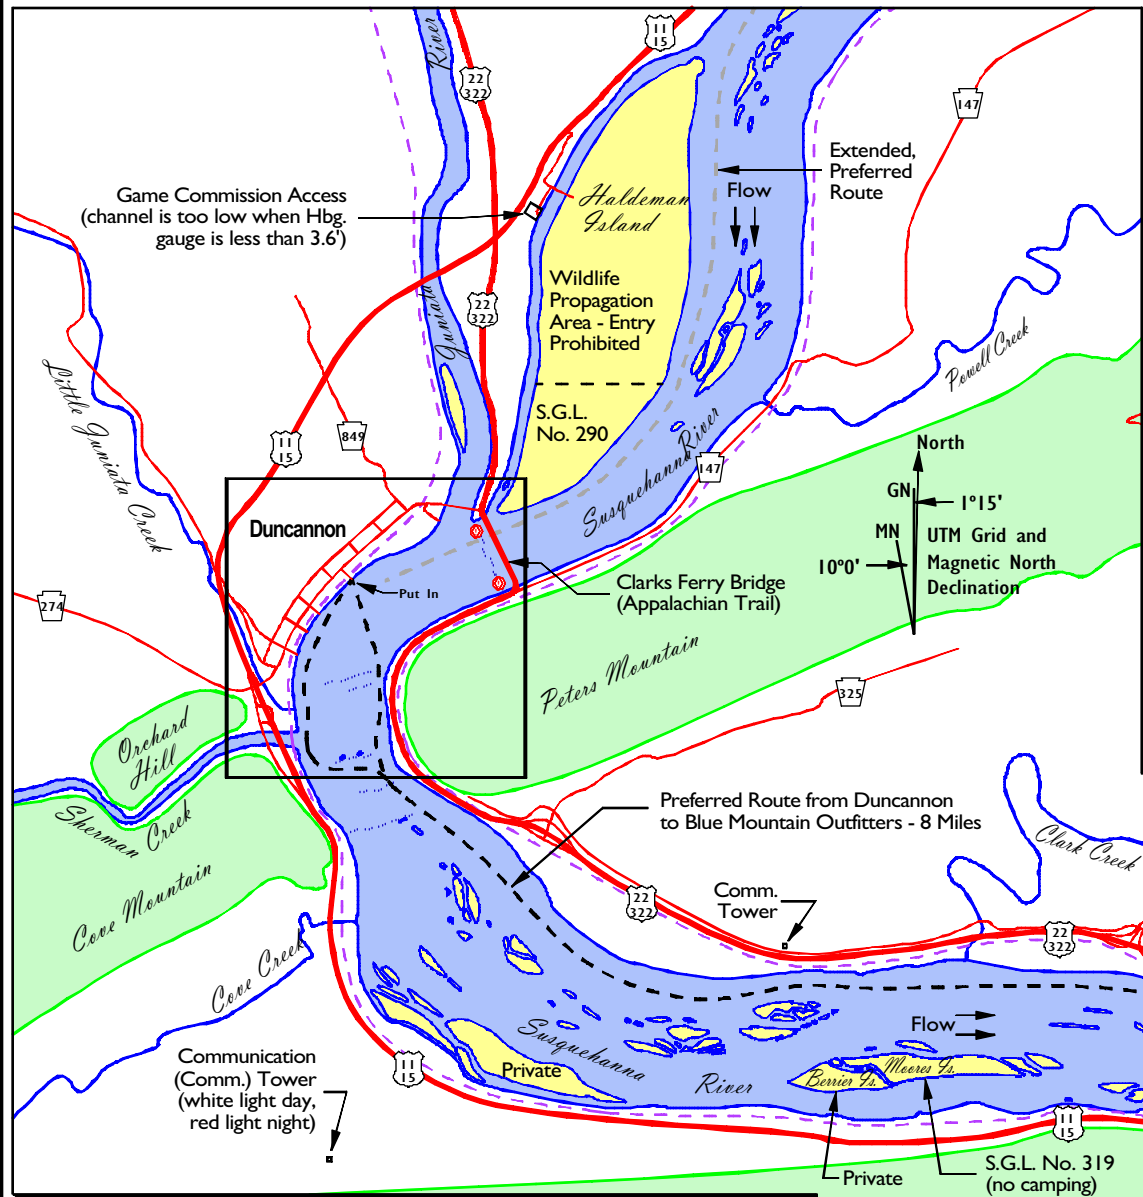 River
11
15
22
322
147
Extended,
Preferred
Route
Game Commission Access
(channel is too low when Hbg.
gauge is less than 3.6')
Haldeman
Island
Flow
Wildlife
Propagation
Area - Entry
Prohibited
22
322
Juniata
Powell Creek
Little Juniata Creek
S.G.L.
No. 290
849
11
15
Susquehanna River
147
North
GN
1°15'
MN
UTM Grid and
Magnetic North
Declination
10°0'
Duncannon
Put In
Clarks Ferry Bridge
(Appalachian Trail)
274
Peters Mountain
325
Orchard
Hill
Sherman Creek
Cove Mountain
Preferred Route from Duncannon
to Blue Mountain Outfitters - 8 Miles
Clark Creek
22
322
Comm.
Tower
22
322
Cove Creek
Susquehanna
River
Flow
Communication
(Comm.) Tower
(white light day,
red light night)
11
15
Private
Berrier Is.
Moores Is.
11
15
Private
S.G.L. No. 319
(no camping)